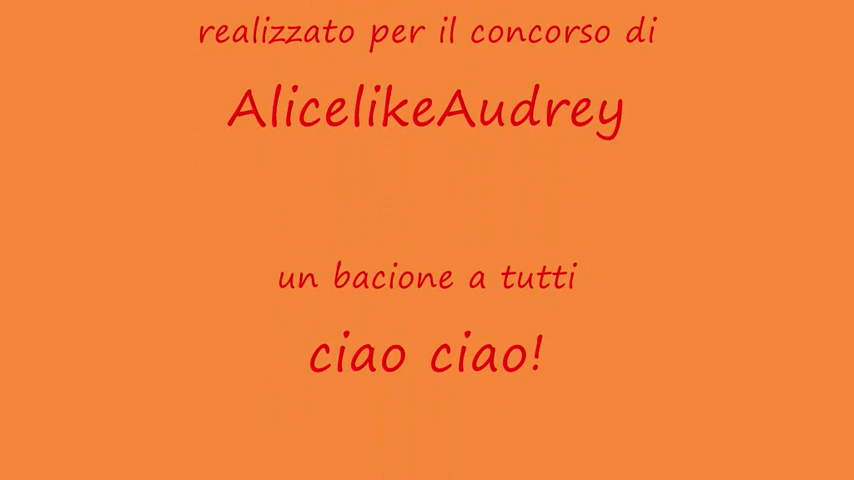 realizzato per il concorso di
AlicelikeAudrey
un bacione a tutti
ciao ciao!